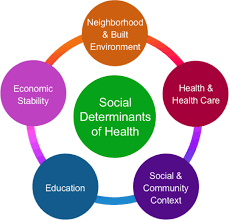 Neighborhood
& Built
Environment
Economic
Stability
Health &
Health Care
Social
Determinants
of Health
Education
Social &
Community
Context